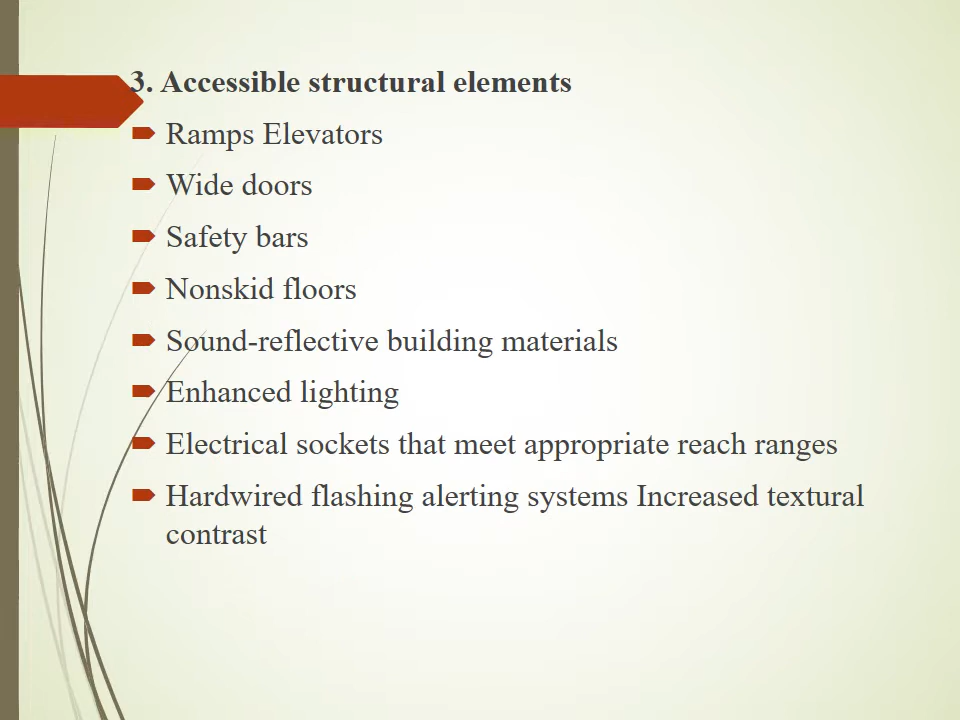 3. Accessible structural elements
Ramps Elevators
Wide doors
Safety bars
Nonskid floors
Sound-reflective building materials
Enhanced lighting
Electrical sockets that meet appropriate reach ranges
Hardwired flashing alerting systems Increased textural
contrast